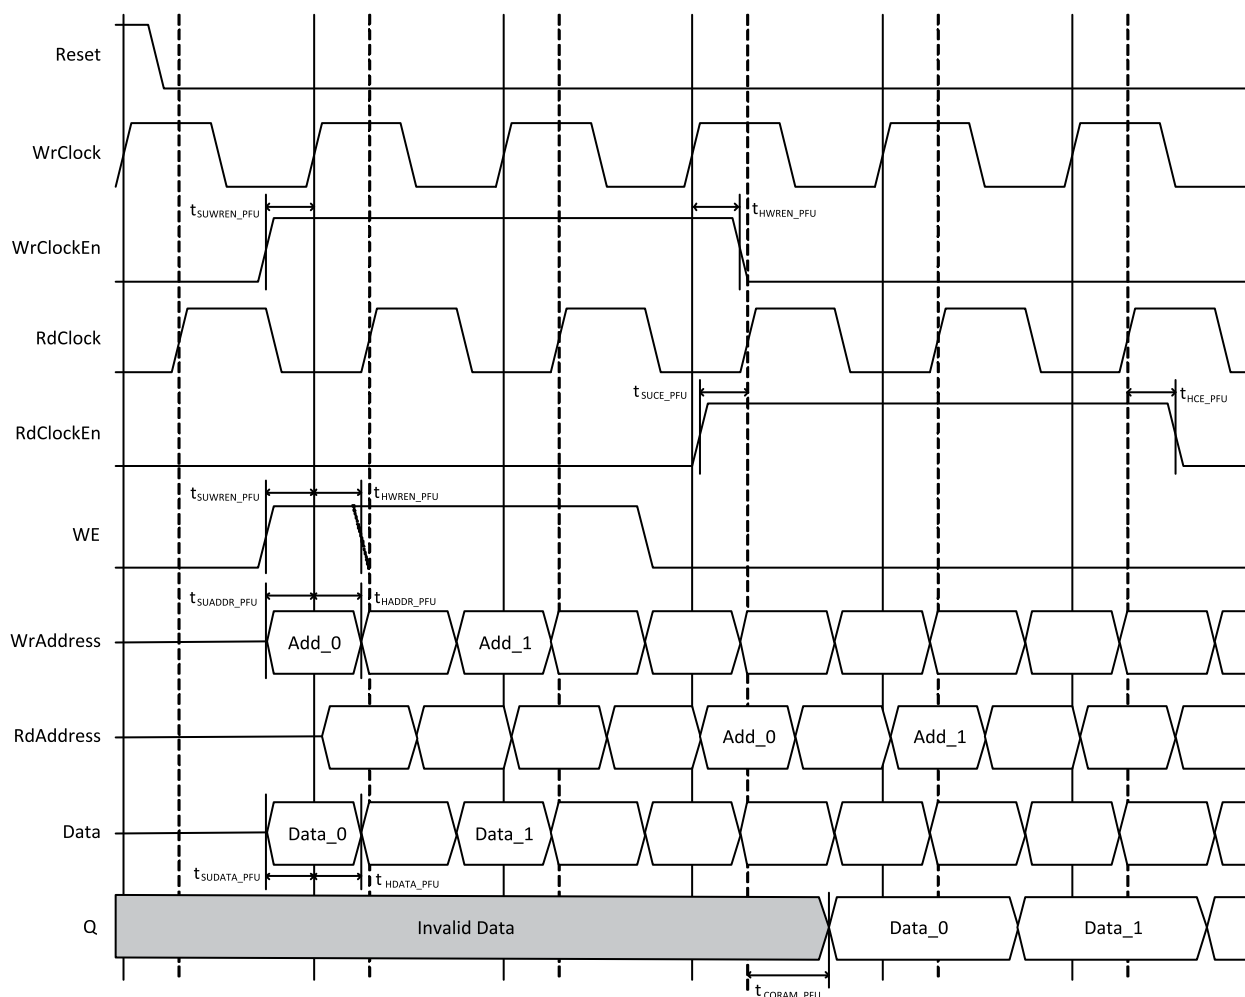 Reset
WrClock
tSUWREN_PFU
tHWREN_PFU
WrClockEn
RdClock
tSUCE_PFU
tHCE_PFU
RdClockEn
tSUWREN_PFU
tHWREN_PFU
WE
tSUADDR_PFU
tHADDR_PFU
WrAddress
Add_0
Add_1
RdAddress
Add_0
Add_1
Data
Data_0
Data_1
tSUDATA_PFU
tHDATA_PFU
Q
Invalid Data
Data_0
Data_1
tCORAM_PFU